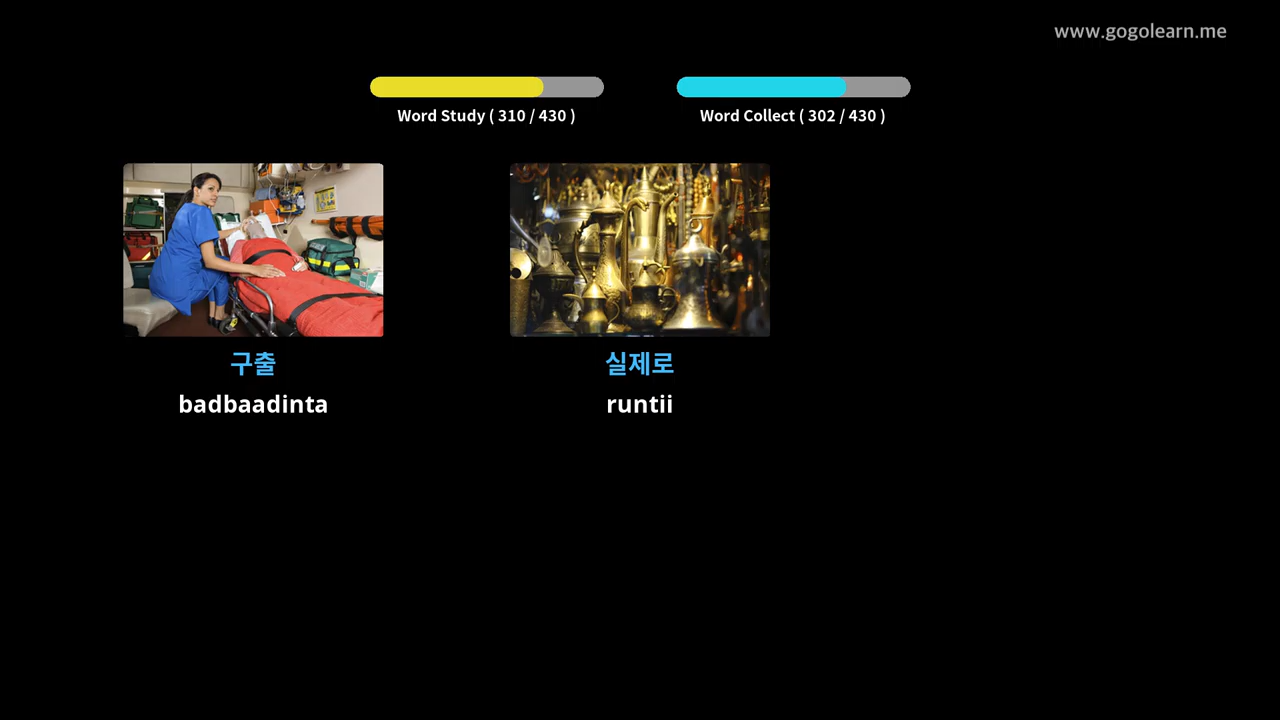 www.gogolearn.me
Word Study ( 310 / 430 )
Word Collect ( 302 / 430 )
구출
badbaadinta
실제로
runtii